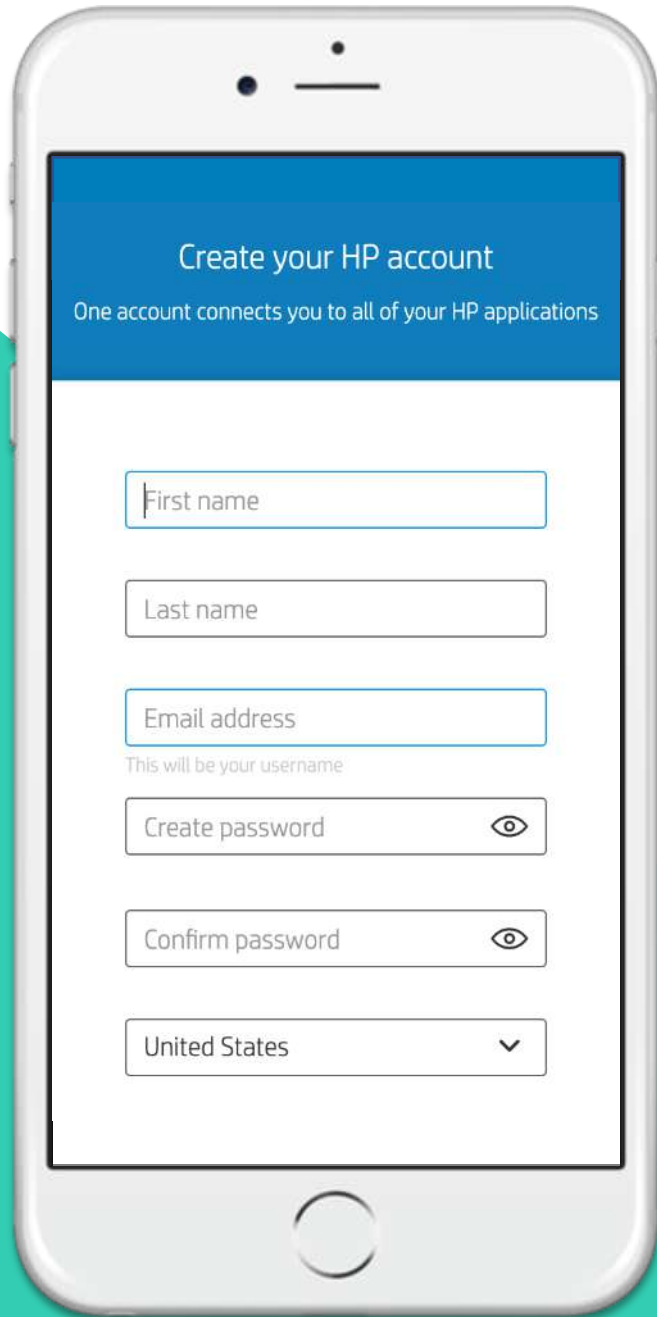 Create your HP account
One account connects you to all of your HP applications
First name
Last name
Email address
This will be your username
Create password
Confirm password
United States